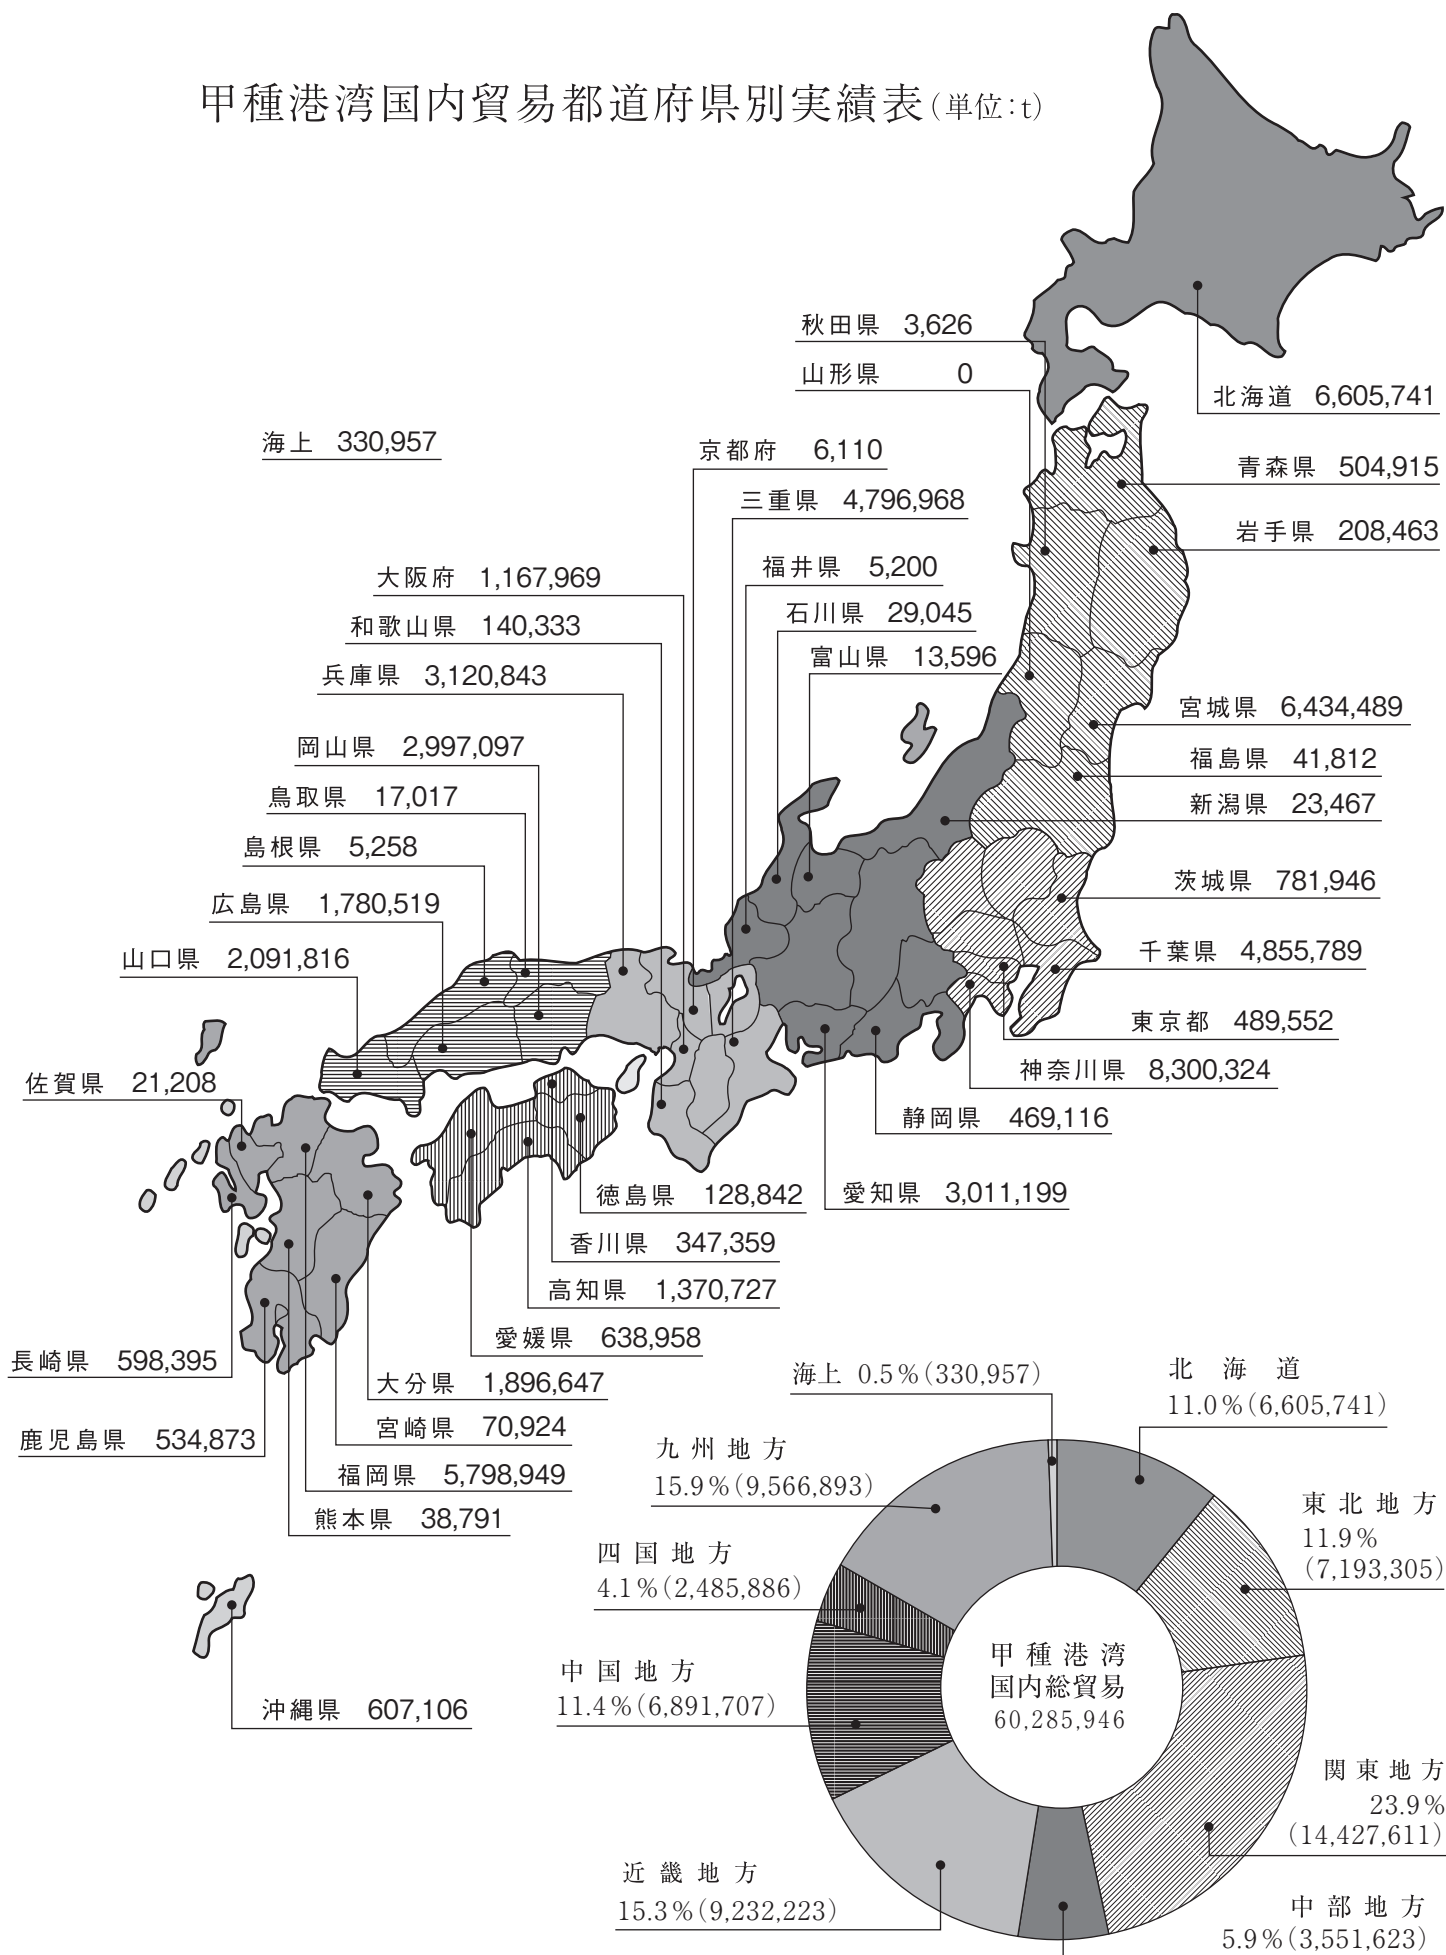 甲種港湾国内貿易都道府県別実績表(単位:t)
秋田県 3,626
山形県 0
北海道 6,605,741
海上 330,957
京都府 6,110
青森県 504,915
三重県 4,796,968
岩手県 208,463
大阪府 1,167,969
福井県 5,200
和歌山県 140,333
石川県 29,045
富山県 13,596
兵庫県 3,120,843
宮城県 6,434,489
岡山県 2,997,097
福島県 41,812
鳥取県 17,017
新潟県 23,467
島根県 5,258
茨城県 781,946
広島県 1,780,519
千葉県 4,855,789
山口県 2,091,816
東京都 489,552
神奈川県 8,300,324
佐賀県 21,208
静岡県 469,116
徳島県 128,842
愛知県 3,011,199
香川県 347,359
高知県 1,370,727
愛媛県 638,958
長崎県 598,395
大分県 1,896,647
鹿児島県 534,873
宮崎県 70,924
福岡県 5,798,949
熊本県 38,791
沖縄県 607,106
海上 0.5%(330,957)
北海道
11.0%(6,605,741)
九州地方
15.9%(9,566,893)
東北地方
11.9%
(7,193,305)
四国地方
4.1%(2,485,886)
中国地方
11.4%(6,891,707)
甲種港湾
国内総貿易
60,285,946
関東地方
23.9%
(14,427,611)
近畿地方
15.3%(9,232,223)
中部地方
5.9%(3,551,623)